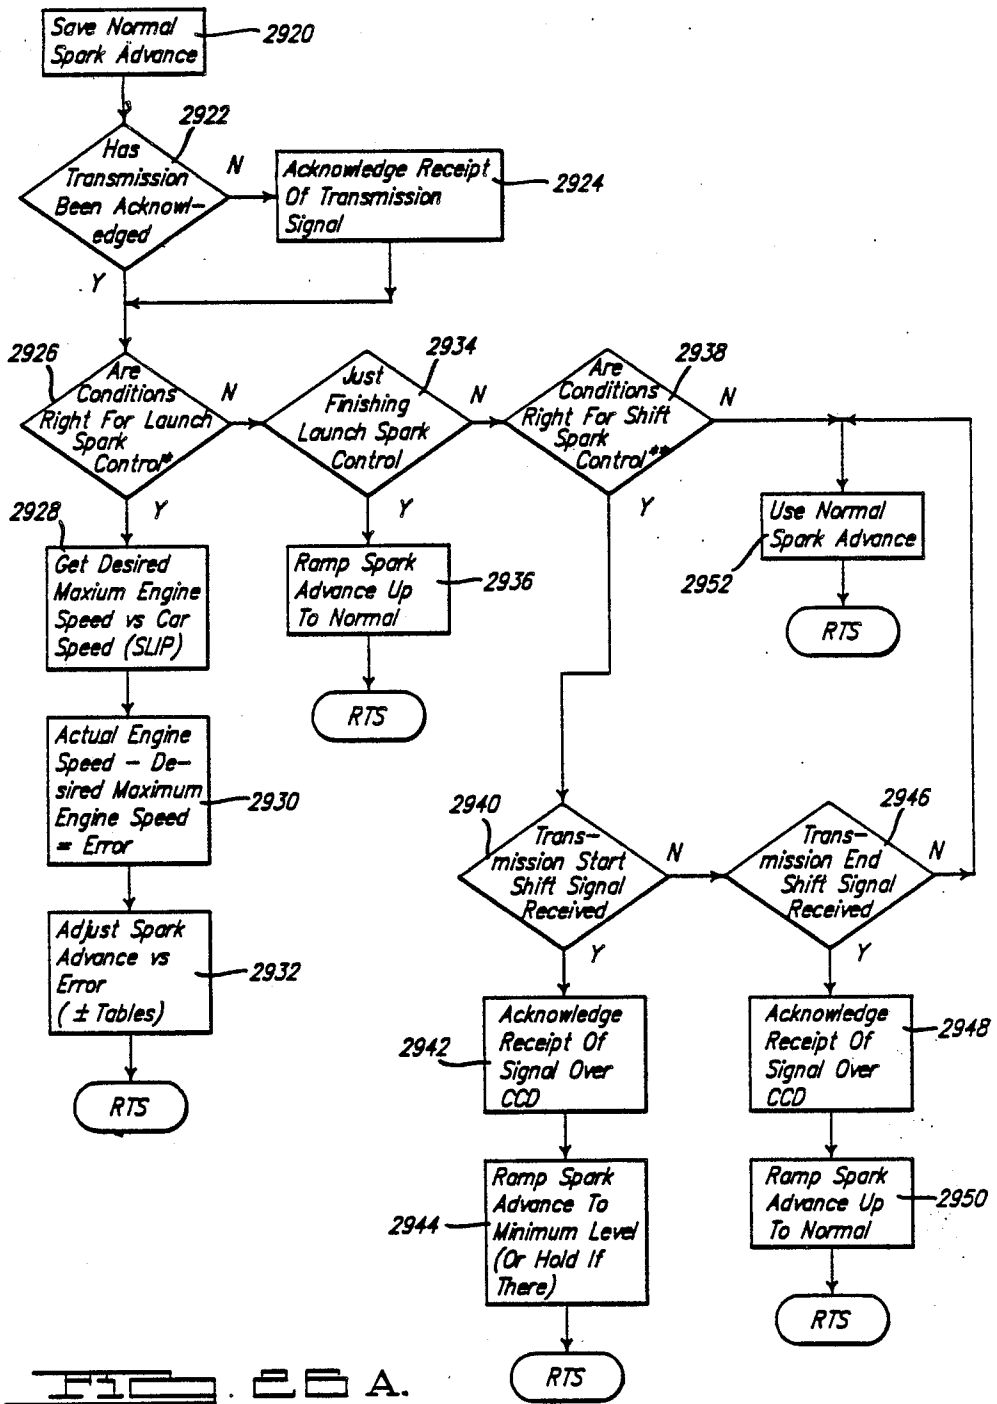 Save Normal
Spark Advance
2920
2922
Has
Transmission
Been Acknowl-
edged
N
Y
Acknowledge Receipt
Of Transmission
Signal
2924
2926
Are
Conditions
Right For Launch
Spark
Control*
N
Y
2934
Just
Finishing
Launch Spark
Control
N
Y
2938
Are
Conditions
Right For Shift
Spark
Control**
N
Y
2928
Get Desired
Maxium Engine
Speed vs Car
Speed (SLIP)
Ramp Spark
Advance Up
To Normal
2936
RTS
Use Normal
Spark Advance
2952
RTS
Actual Engine
Speed - De-
sired Maximum
Engine Speed
= Error
2930
Adjust Spark
Advance vs
Error
(± Tables)
2932
RTS
2940
Trans-
mission Start
Shift Signal
Received
N
Y
2946
Trans-
mission End
Shift Signal
Received
N
Y
Acknowledge
Receipt Of
Signal Over
CCD
2942
Acknowledge
Receipt Of
Signal Over
CCD
2948
Ramp Spark
Advance To
Minimum Level
(Or Hold If
There)
2944
RTS
Ramp Spark
Advance Up
To Normal
2950
RTS
A.